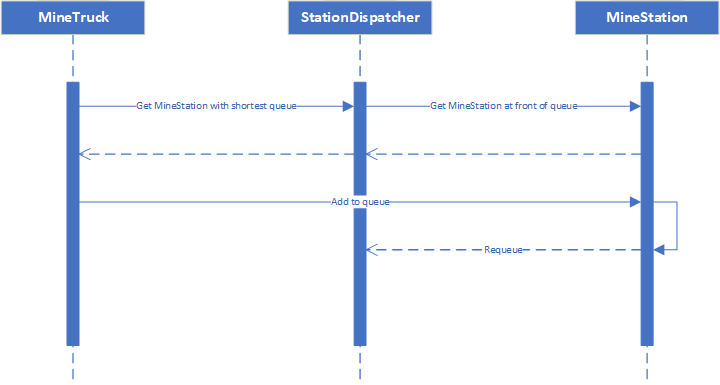 MineTruck
StationDispatcher
MineStation
Get MineStation with shortest queue
Get MineStation at front of queue
Add to queue
Requeue